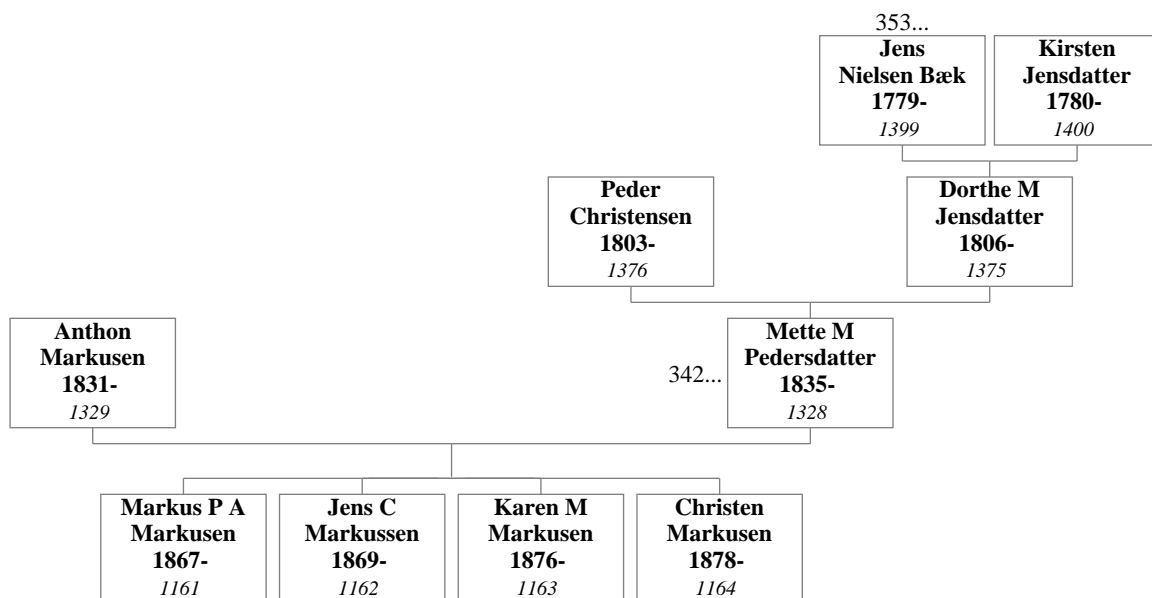 353...
Jens
Nielsen Bæk
1779-
1399
Kirsten
Jensdatter
1780-
1400
Peder
Christensen
1803-
1376
Dorthe M
Jensdatter
1806-
1375
Anthon
Markusen
1831-
1329
342...
Mette M
Pedersdatter
1835-
1328
Markus P A
Markusen
1867-
1161
Jens C
Markussen
1869-
1162
Karen M
Markusen
1876-
1163
Christen
Markusen
1878-
1164